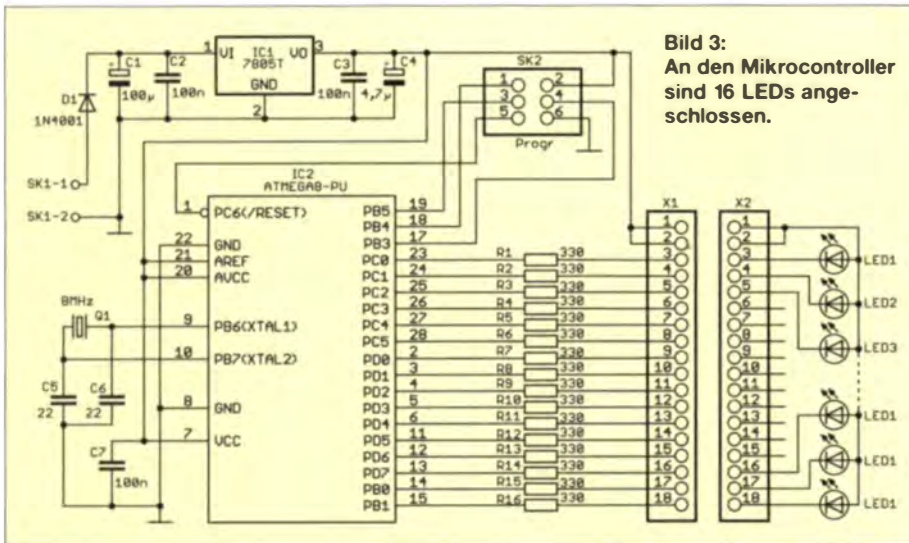 Bild 3:
An den Mikrocontroller
sind 16 LEDs ange-
schlossen.
C1
100µ
C2
100n
1
VI
IC1
VO
3
7805T
GND
2
C3
100n
C4
4,7µ
D1
1N4001
SK1-1
SK1-2
SK2
1 2
3 4
5 6
Progr
IC2
ATMEGA8-PU
1 PC6(/RESET)
22 GND
21 AREF
20 AVCC
9 PB6(XTAL1)
10 PB7(XTAL2)
8 GND
7 VCC
8MHz
Q1
C5
22
C6
22
C7
100n
PB5 19
PB4 18
PB3 17
PC0 23 R1 330
PC1 24 R2 330
PC2 25 R3 330
PC3 26 R4 330
PC4 27 R5 330
PC5 28 R6 330
PD0 2 R7 330
PD1 3 R8 330
PD2 4 R9 330
PD3 5 R10 330
PD4 6 R11 330
PD5 11 R12 330
PD6 12 R13 330
PD7 13 R14 330
PB0 14 R15 330
PB1 15 R16 330
X1
1
2
3
4
5
6
7
8
9
10
11
12
13
14
15
16
17
18
X2
1
2
3
4
5
6
7
8
9
10
11
12
13
14
15
16
17
18
LED1
LED2
LED3
LED1
LED1
LED1